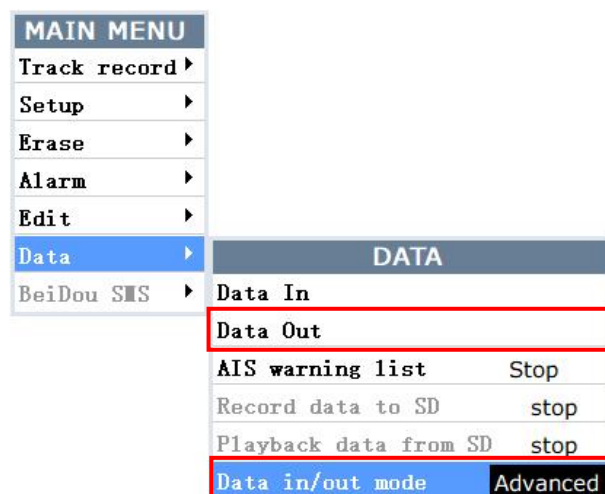 MAIN MENU
Track record
Setup
Erase
Alarm
Edit
Data
BeiDou SMS
DATA
Data In
Data Out
AIS warning list Stop
Record data to SD stop
Playback data from SD stop
Data in/out mode Advanced